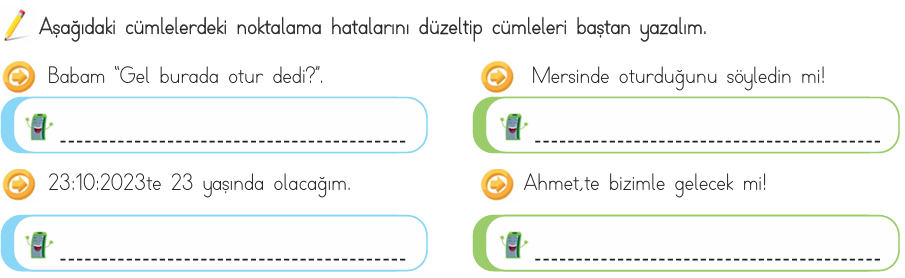 Aşağıdaki cümlelerdeki noktalama hatalarını düzeltip cümleleri baştan yazalım.
Babam “Gel burada otur dedi?”.
Mersinde oturduğunu söyledin mi!
23:10:2023te 23 yaşında olacağım.
Ahmet,te bizimle gelecek mi!